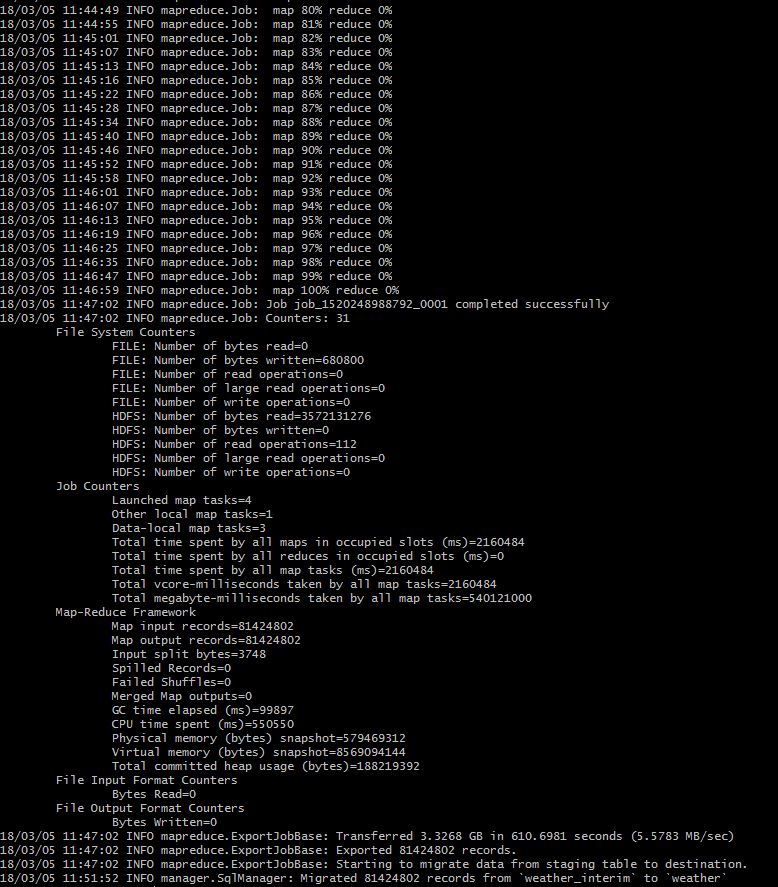 18/03/05 11:44:49 INFO mapreduce.Job:  map 80% reduce 0%
18/03/05 11:44:55 INFO mapreduce.Job:  map 81% reduce 0%
18/03/05 11:45:01 INFO mapreduce.Job:  map 82% reduce 0%
18/03/05 11:45:07 INFO mapreduce.Job:  map 83% reduce 0%
18/03/05 11:45:13 INFO mapreduce.Job:  map 84% reduce 0%
18/03/05 11:45:16 INFO mapreduce.Job:  map 85% reduce 0%
18/03/05 11:45:22 INFO mapreduce.Job:  map 86% reduce 0%
18/03/05 11:45:28 INFO mapreduce.Job:  map 87% reduce 0%
18/03/05 11:45:34 INFO mapreduce.Job:  map 88% reduce 0%
18/03/05 11:45:40 INFO mapreduce.Job:  map 89% reduce 0%
18/03/05 11:45:46 INFO mapreduce.Job:  map 90% reduce 0%
18/03/05 11:45:52 INFO mapreduce.Job:  map 91% reduce 0%
18/03/05 11:45:58 INFO mapreduce.Job:  map 92% reduce 0%
18/03/05 11:46:01 INFO mapreduce.Job:  map 93% reduce 0%
18/03/05 11:46:07 INFO mapreduce.Job:  map 94% reduce 0%
18/03/05 11:46:13 INFO mapreduce.Job:  map 95% reduce 0%
18/03/05 11:46:19 INFO mapreduce.Job:  map 96% reduce 0%
18/03/05 11:46:25 INFO mapreduce.Job:  map 97% reduce 0%
18/03/05 11:46:35 INFO mapreduce.Job:  map 98% reduce 0%
18/03/05 11:46:47 INFO mapreduce.Job:  map 99% reduce 0%
18/03/05 11:46:59 INFO mapreduce.Job:  map 100% reduce 0%
18/03/05 11:47:02 INFO mapreduce.Job: Job job_1520248988792_0001 completed successfully
18/03/05 11:47:02 INFO mapreduce.Job: Counters: 31
File System Counters
FILE: Number of bytes read=0
FILE: Number of bytes written=680800
FILE: Number of read operations=0
FILE: Number of large read operations=0
FILE: Number of write operations=0
HDFS: Number of bytes read=3572131276
HDFS: Number of bytes written=0
HDFS: Number of read operations=112
HDFS: Number of large read operations=0
HDFS: Number of write operations=0
Job Counters
Launched map tasks=4
Other local map tasks=1
Data-local map tasks=3
Total time spent by all maps in occupied slots (ms)=2160484
Total time spent by all reduces in occupied slots (ms)=0
Total time spent by all map tasks (ms)=2160484
Total vcore-milliseconds taken by all map tasks=2160484
Total megabyte-milliseconds taken by all map tasks=540121000
Map-Reduce Framework
Map input records=81424802
Map output records=81424802
Input split bytes=3748
Spilled Records=0
Failed Shuffles=0
Merged Map outputs=0
GC time elapsed (ms)=99897
CPU time spent (ms)=550550
Physical memory (bytes) snapshot=579469312
Virtual memory (bytes) snapshot=8569094144
Total committed heap usage (bytes)=188219392
File Input Format Counters
Bytes Read=0
File Output Format Counters
Bytes Written=0
18/03/05 11:47:02 INFO mapreduce.ExportJobBase: Transferred 3.3268 GB in 610.6981 seconds (5.5783 MB/sec)
18/03/05 11:47:02 INFO mapreduce.ExportJobBase: Exported 81424802 records.
18/03/05 11:47:02 INFO mapreduce.ExportJobBase: Starting to migrate data from staging table to destination.
18/03/05 11:51:52 INFO manager.SqlManager: Migrated 81424802 records from `weather_interim` to `weather`